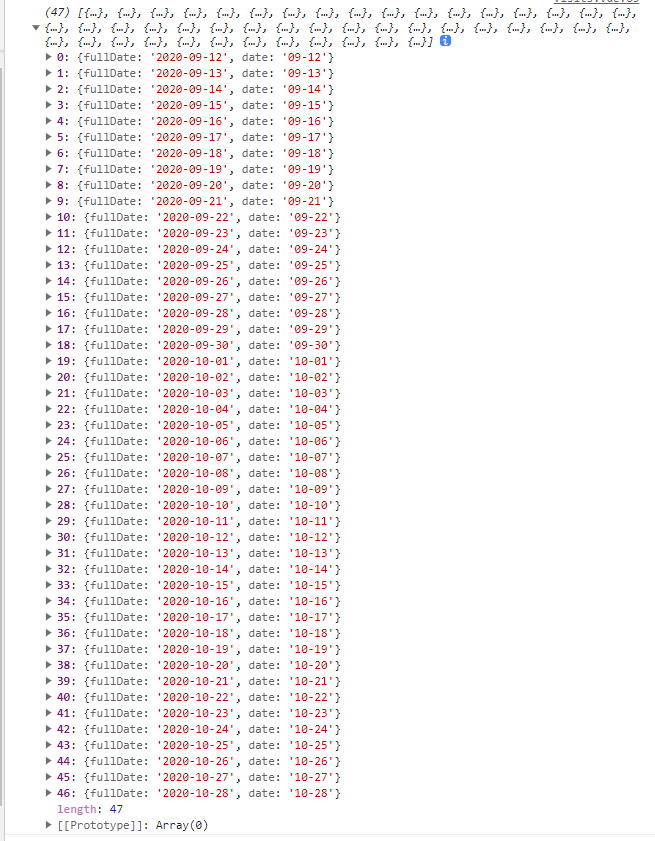 (47) [{…}, {…}, {…}, {…}, {…}, {…}, {…}, {…}, {…}, {…}, {…}, {…}, {…}, {…}, {…}, {…}, {…},
{…}, {…}, {…}, {…}, {…}, {…}, {…}, {…}, {…}, {…}, {…}, {…}, {…}, {…}, {…}, {…}, {…}, {…},
{…}, {…}, {…}, {…}, {…}, {…}, {…}, {…}, {…}, {…}, {…}, {…}] i
0: {fullDate: '2020-09-12', date: '09-12'}
1: {fullDate: '2020-09-13', date: '09-13'}
2: {fullDate: '2020-09-14', date: '09-14'}
3: {fullDate: '2020-09-15', date: '09-15'}
4: {fullDate: '2020-09-16', date: '09-16'}
5: {fullDate: '2020-09-17', date: '09-17'}
6: {fullDate: '2020-09-18', date: '09-18'}
7: {fullDate: '2020-09-19', date: '09-19'}
8: {fullDate: '2020-09-20', date: '09-20'}
9: {fullDate: '2020-09-21', date: '09-21'}
10: {fullDate: '2020-09-22', date: '09-22'}
11: {fullDate: '2020-09-23', date: '09-23'}
12: {fullDate: '2020-09-24', date: '09-24'}
13: {fullDate: '2020-09-25', date: '09-25'}
14: {fullDate: '2020-09-26', date: '09-26'}
15: {fullDate: '2020-09-27', date: '09-27'}
16: {fullDate: '2020-09-28', date: '09-28'}
17: {fullDate: '2020-09-29', date: '09-29'}
18: {fullDate: '2020-09-30', date: '09-30'}
19: {fullDate: '2020-10-01', date: '10-01'}
20: {fullDate: '2020-10-02', date: '10-02'}
21: {fullDate: '2020-10-03', date: '10-03'}
22: {fullDate: '2020-10-04', date: '10-04'}
23: {fullDate: '2020-10-05', date: '10-05'}
24: {fullDate: '2020-10-06', date: '10-06'}
25: {fullDate: '2020-10-07', date: '10-07'}
26: {fullDate: '2020-10-08', date: '10-08'}
27: {fullDate: '2020-10-09', date: '10-09'}
28: {fullDate: '2020-10-10', date: '10-10'}
29: {fullDate: '2020-10-11', date: '10-11'}
30: {fullDate: '2020-10-12', date: '10-12'}
31: {fullDate: '2020-10-13', date: '10-13'}
32: {fullDate: '2020-10-14', date: '10-14'}
33: {fullDate: '2020-10-15', date: '10-15'}
34: {fullDate: '2020-10-16', date: '10-16'}
35: {fullDate: '2020-10-17', date: '10-17'}
36: {fullDate: '2020-10-18', date: '10-18'}
37: {fullDate: '2020-10-19', date: '10-19'}
38: {fullDate: '2020-10-20', date: '10-20'}
39: {fullDate: '2020-10-21', date: '10-21'}
40: {fullDate: '2020-10-22', date: '10-22'}
41: {fullDate: '2020-10-23', date: '10-23'}
42: {fullDate: '2020-10-24', date: '10-24'}
43: {fullDate: '2020-10-25', date: '10-25'}
44: {fullDate: '2020-10-26', date: '10-26'}
45: {fullDate: '2020-10-27', date: '10-27'}
46: {fullDate: '2020-10-28', date: '10-28'}
length: 47
[[Prototype]]: Array(0)